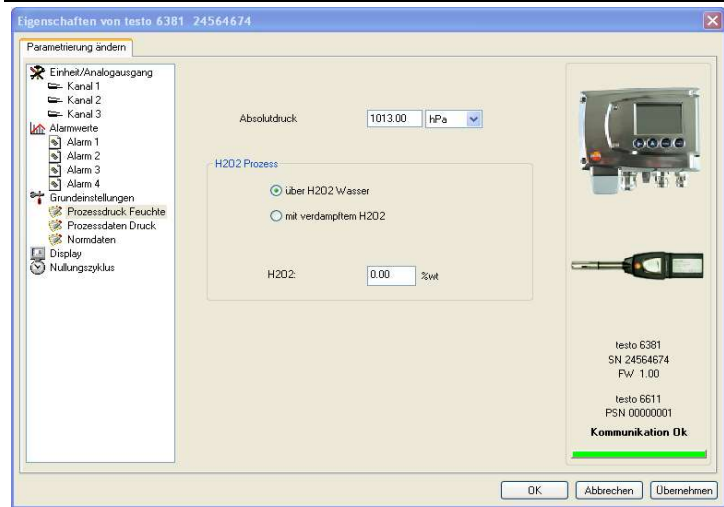 Eigenschaften von testo 6381 24564674
Parametrierung ändern
Einheit/Analogausgang
Kanal 1
Kanal 2
Kanal 3
Alarmwerte
Alarm 1
Alarm 2
Alarm 3
Alarm 4
Grundeinstellungen
Prozessdruck Feuchte
Prozessdaten Druck
Normdaten
Display
Nullungszyklus
Absolutdruck 1013.00 hPa
H2O2 Prozess
über H2O2 Wasser
mit verdampftem H2O2
H2O2: 0.00 %wt
testo 6381
SN 24564674
FW 1.00
testo 6611
PSN 00000001
Kommunikation Ok
OK Abbrechen Übernehmen